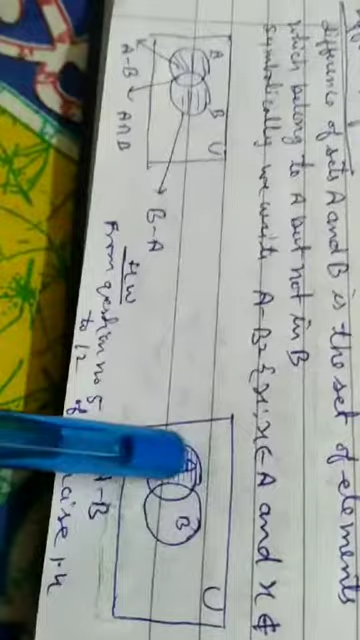 difference of sets A and B is the set of elements
which belong to A but not in B
Symbolically we write A-B = {x: x∈A and x∉
A
B
U
A-B
A∩B
B-A
H.W
From question no 5
to 12
A
B
U
A-B